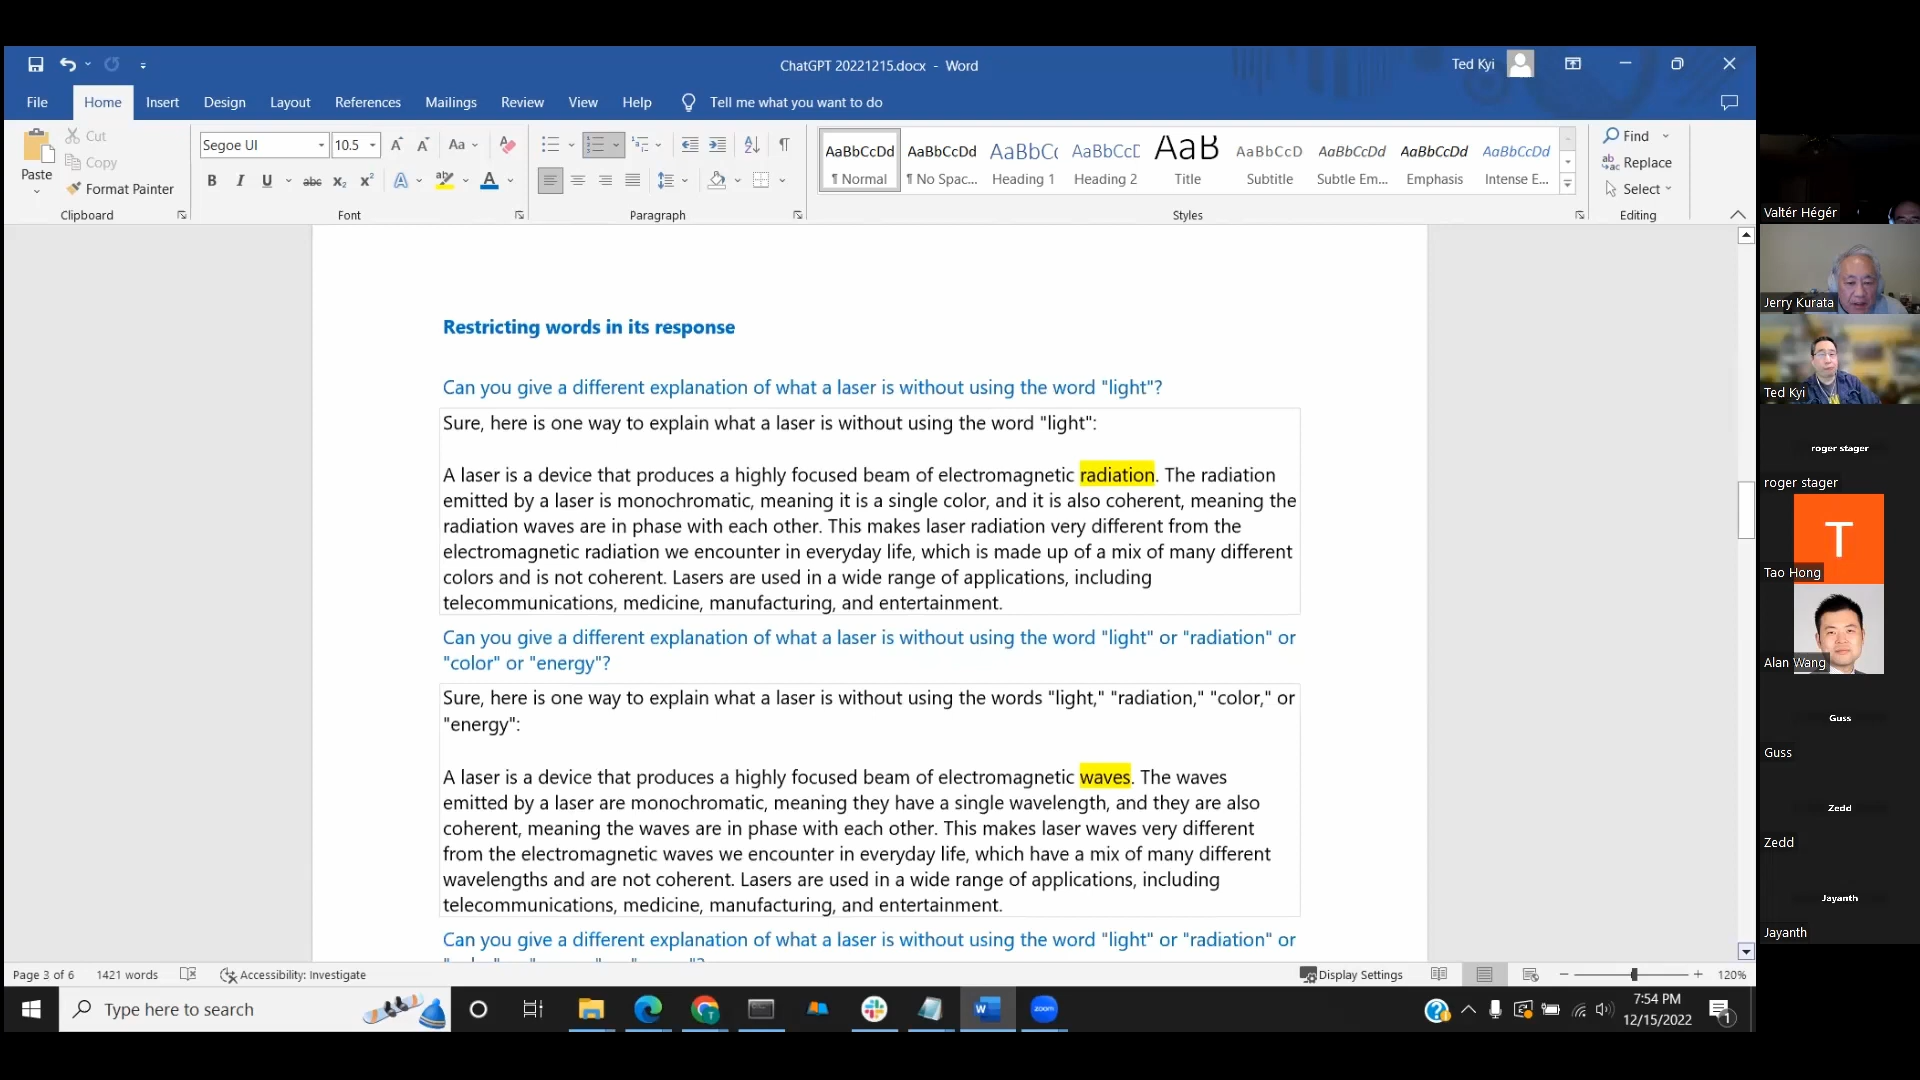 ChatGPT 20221215.docx - Word
Ted Kyi
File Home Insert Design Layout References Mailings Review View Help Tell me what you want to do
Paste
Cut
Copy
Format Painter
Clipboard
Segoe UI 10.5
Font
Paragraph
AaBbCcDd AaBbCcDd AaBbC AaBbCcD AaB AaBbCcD AaBbCcDd AaBbCcDd AaBbCcDd
¶ Normal ¶ No Spac... Heading 1 Heading 2 Title Subtitle Subtle Em... Emphasis Intense E...
Styles
Find
Replace
Select
Editing
Restricting words in its response
Can you give a different explanation of what a laser is without using the word "light"?
Sure, here is one way to explain what a laser is without using the word "light":
A laser is a device that produces a highly focused beam of electromagnetic radiation. The radiation
emitted by a laser is monochromatic, meaning it is a single color, and it is also coherent, meaning the
radiation waves are in phase with each other. This makes laser radiation very different from the
electromagnetic radiation we encounter in everyday life, which is made up of a mix of many different
colors and is not coherent. Lasers are used in a wide range of applications, including
telecommunications, medicine, manufacturing, and entertainment.
Can you give a different explanation of what a laser is without using the word "light" or "radiation" or
"color" or "energy"?
Sure, here is one way to explain what a laser is without using the words "light," "radiation," "color," or
"energy":
A laser is a device that produces a highly focused beam of electromagnetic waves. The waves
emitted by a laser are monochromatic, meaning they have a single wavelength, and they are also
coherent, meaning the waves are in phase with each other. This makes laser waves very different
from the electromagnetic waves we encounter in everyday life, which have a mix of many different
wavelengths and are not coherent. Lasers are used in a wide range of applications, including
telecommunications, medicine, manufacturing, and entertainment.
Can you give a different explanation of what a laser is without using the word "light" or "radiation" or
Page 3 of 6 1421 words Accessibility: Investigate Display Settings 120%
Type here to search
zoom
7:54 PM
12/15/2022
1
Valtér Hégér
Jerry Kurata
Ted Kyi
roger stager
roger stager
T
Tao Hong
Alan Wang
Guss
Guss
Zedd
Zedd
Jayanth
Jayanth